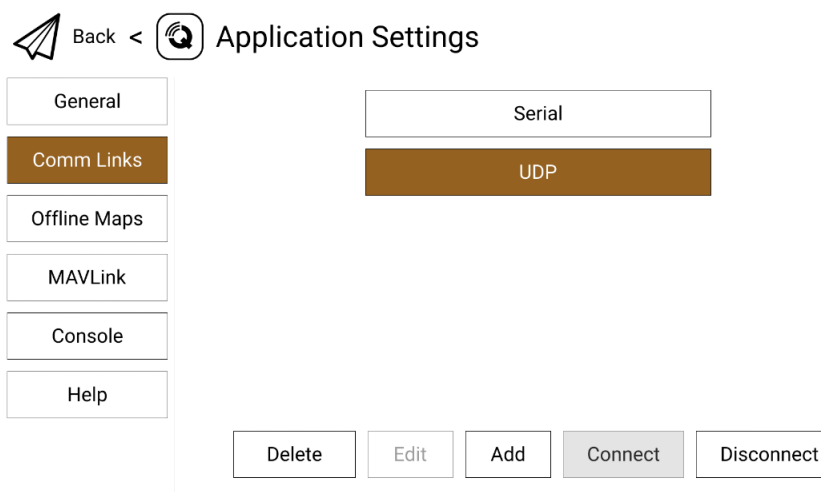 Back < Application Settings
General
Comm Links
Offline Maps
MAVLink
Console
Help
Serial
UDP
Delete Edit Add Connect Disconnect